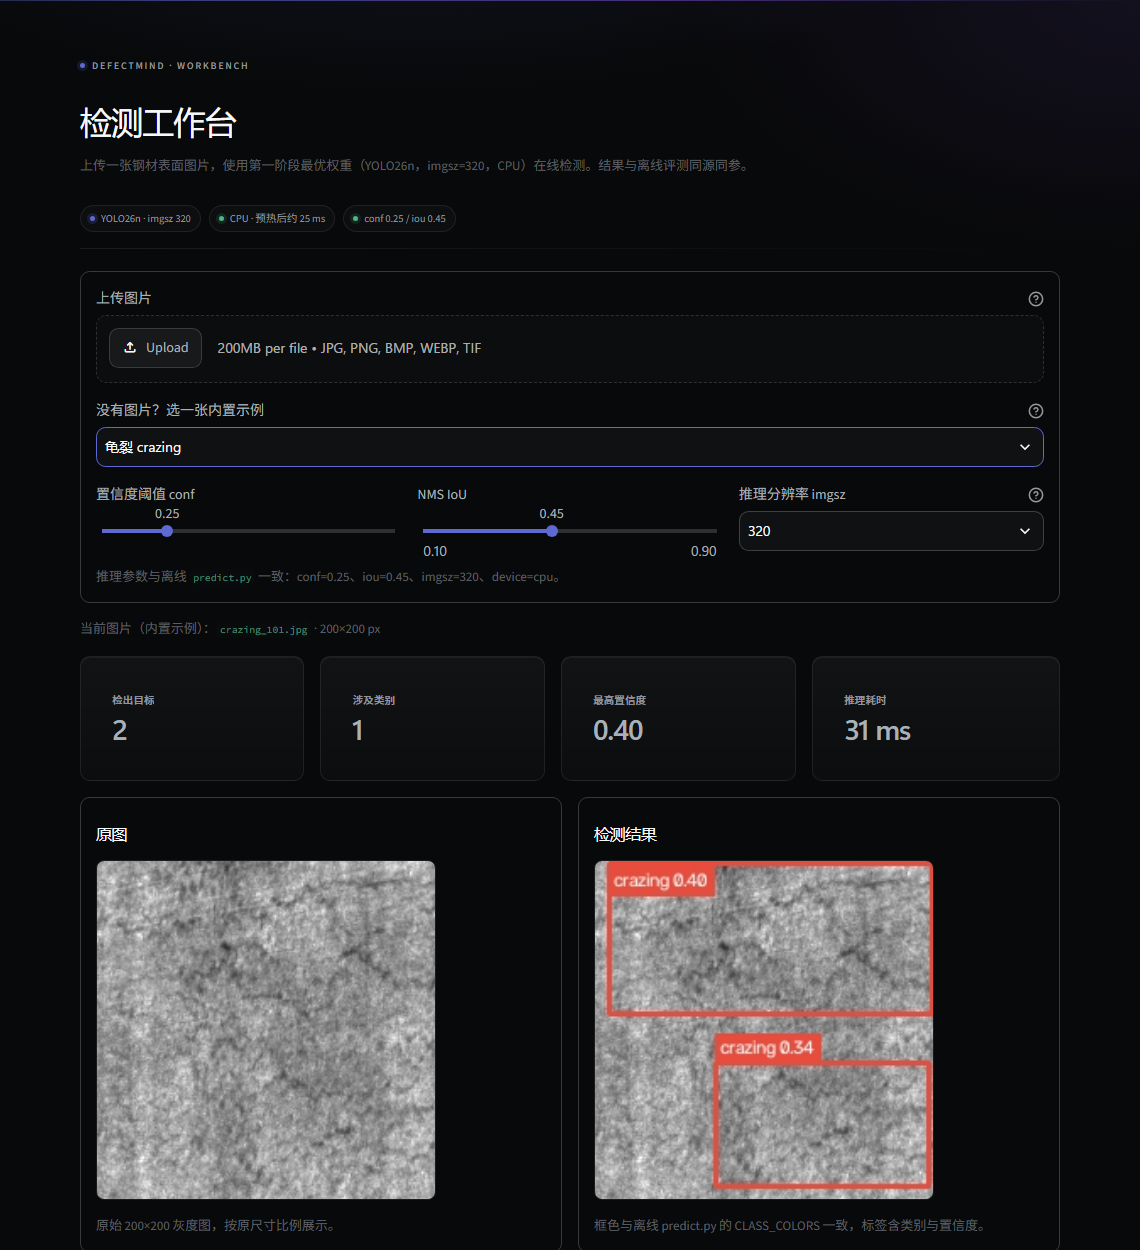 DEFECTMIND · WORKBENCH
检测工作台
上传一张钢材表面图片，使用第一阶段最优权重（YOLO26n，imgsz=320，CPU）在线检测。结果与离线评测同源同参。
YOLO26n · imgsz 320
CPU · 预热后约 25 ms
conf 0.25 / iou 0.45
上传图片
Upload
200MB per file • JPG, PNG, BMP, WEBP, TIF
没有图片？选一张内置示例
龟裂 crazing
置信度阈值 conf
NMS IoU
推理分辨率 imgsz
0.25
0.45
320
0.10
0.90
推理参数与离线 predict.py 一致：conf=0.25、iou=0.45、imgsz=320、device=cpu。
当前图片（内置示例）： crazing_101.jpg · 200×200 px
检出目标
2
涉及类别
1
最高置信度
0.40
推理耗时
31 ms
原图
检测结果
crazing 0.40
crazing 0.34
原始 200×200 灰度图，按原尺寸比例展示。
框色与离线 predict.py 的 CLASS_COLORS 一致，标签含类别与置信度。